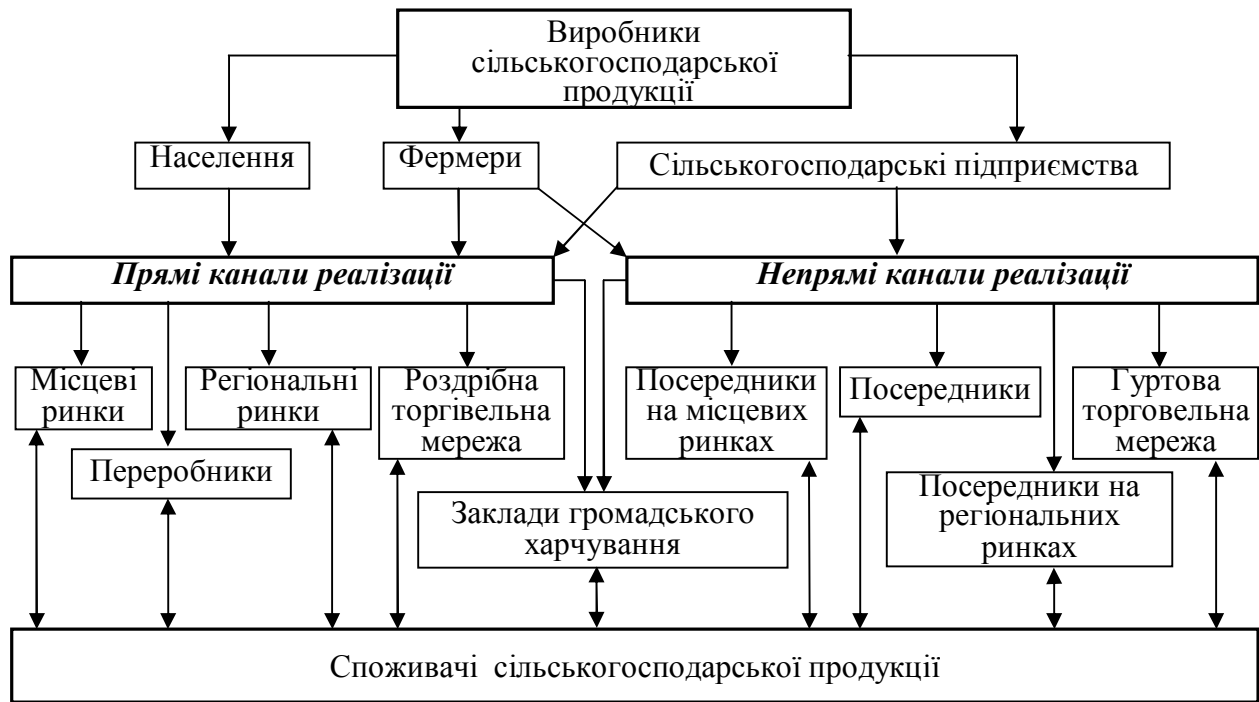 Виробники
сільськогосподарської
продукції
Населення
Фермери
Сільськогосподарські підприємства
Прямі канали реалізації
Непрямі канали реалізації
Місцеві
ринки
Регіональні
ринки
Роздрібна
торгівельна
мережа
Посередники
на місцевих
ринках
Посередники
Гуртова
торговельна
мережа
Переробники
Заклади громадського
харчування
Посередники на
регіональних
ринках
Споживачі сільськогосподарської продукції